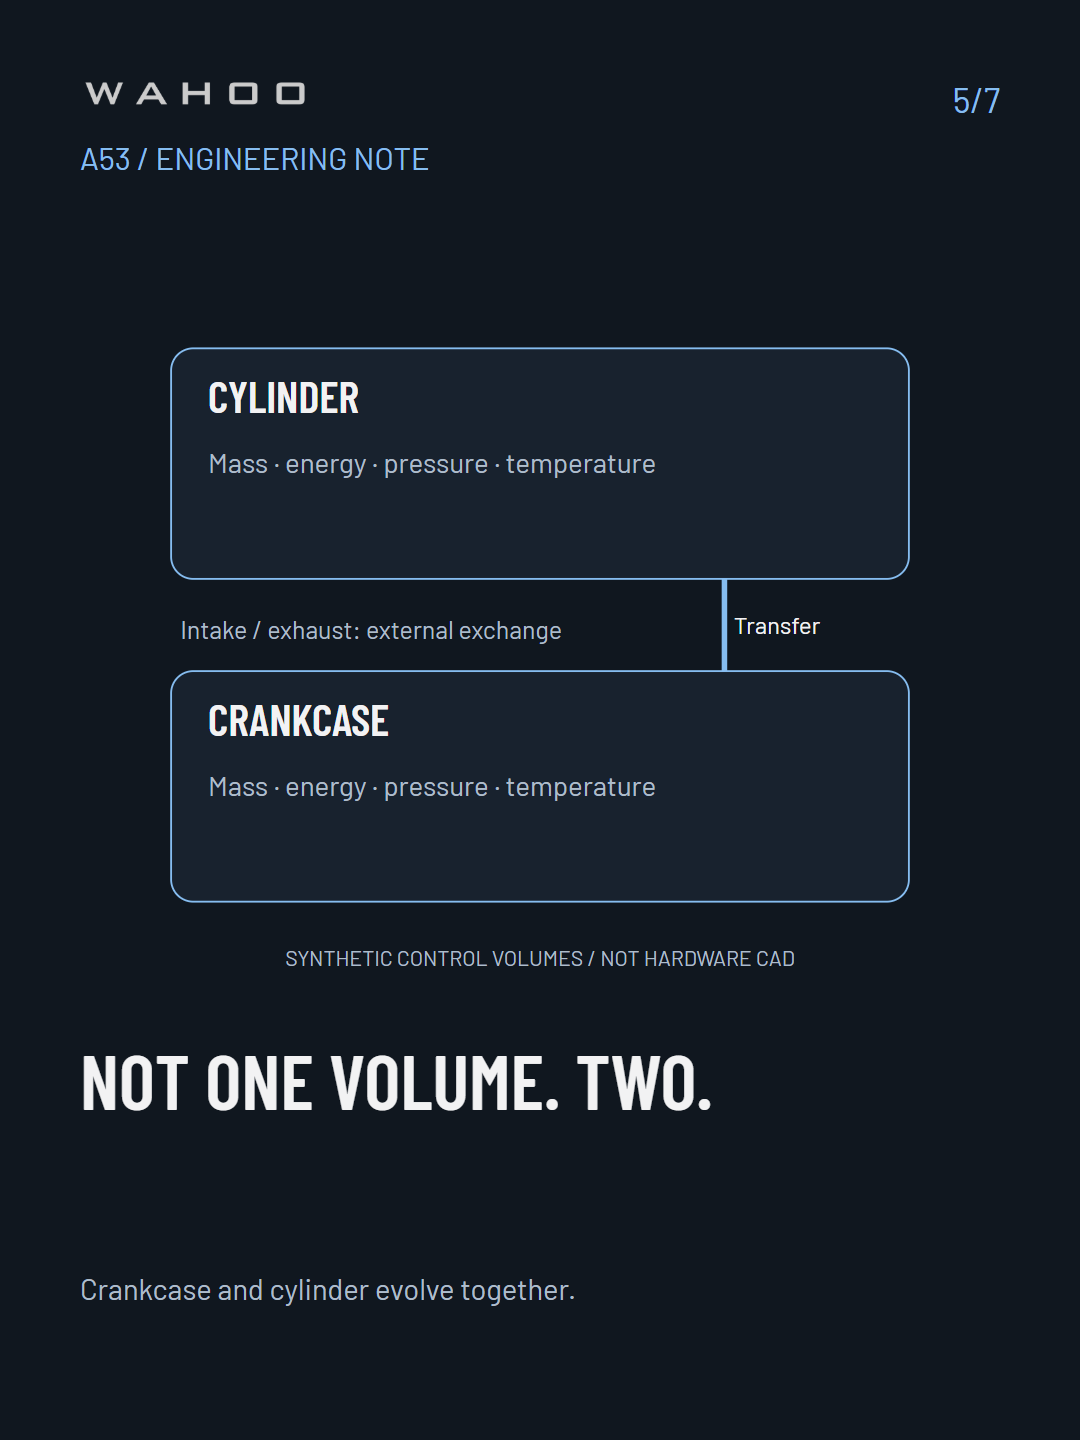 WAHOO
5/7
A53 / ENGINEERING NOTE
CYLINDER
Mass · energy · pressure · temperature
Intake / exhaust: external exchange
Transfer
CRANKCASE
Mass · energy · pressure · temperature
SYNTHETIC CONTROL VOLUMES / NOT HARDWARE CAD
NOT ONE VOLUME. TWO.
Crankcase and cylinder evolve together.